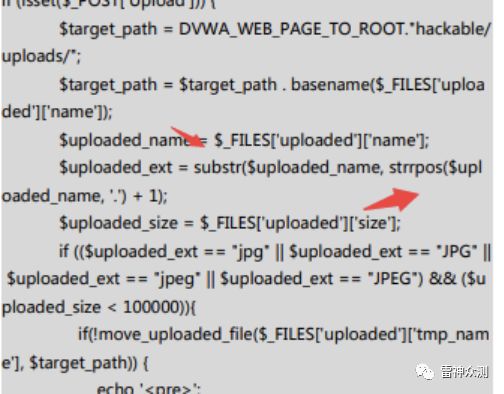 if (isset($_POST['Upload'])) {
$target_path = DVWA_WEB_PAGE_TO_ROOT."hackable/
uploads/";
$target_path = $target_path . basename($_FILES['uploa
ded']['name']);
$uploaded_name = $_FILES['uploaded']['name'];
$uploaded_ext = substr($uploaded_name, strrpos($upl
oaded_name, '.') + 1);
$uploaded_size = $_FILES['uploaded']['size'];
if (($uploaded_ext == "jpg" || $uploaded_ext == "JPG" ||
$uploaded_ext == "jpeg" || $uploaded_ext == "JPEG") && ($u
ploaded_size < 100000)){
if(!move_uploaded_file($_FILES['uploaded']['tmp_nam
e'], $target_path)) {
echo '<pre>';
雷神众测